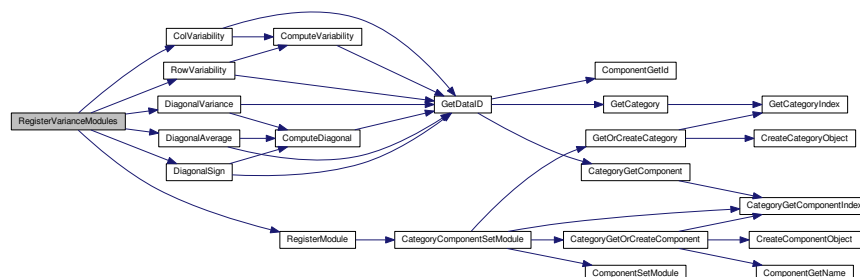 RegisterVarianceModules
ColVariability
RowVariability
DiagonalVariance
DiagonalAverage
DiagonalSign
RegisterModule
ComputeVariability
ComputeDiagonal
CategoryComponentSetModule
GetDataID
ComponentGetId
GetCategory
GetOrCreateCategory
CategoryGetComponent
CategoryGetOrCreateComponent
ComponentSetModule
GetCategoryIndex
CreateCategoryObject
CategoryGetComponentIndex
CreateComponentObject
ComponentGetName